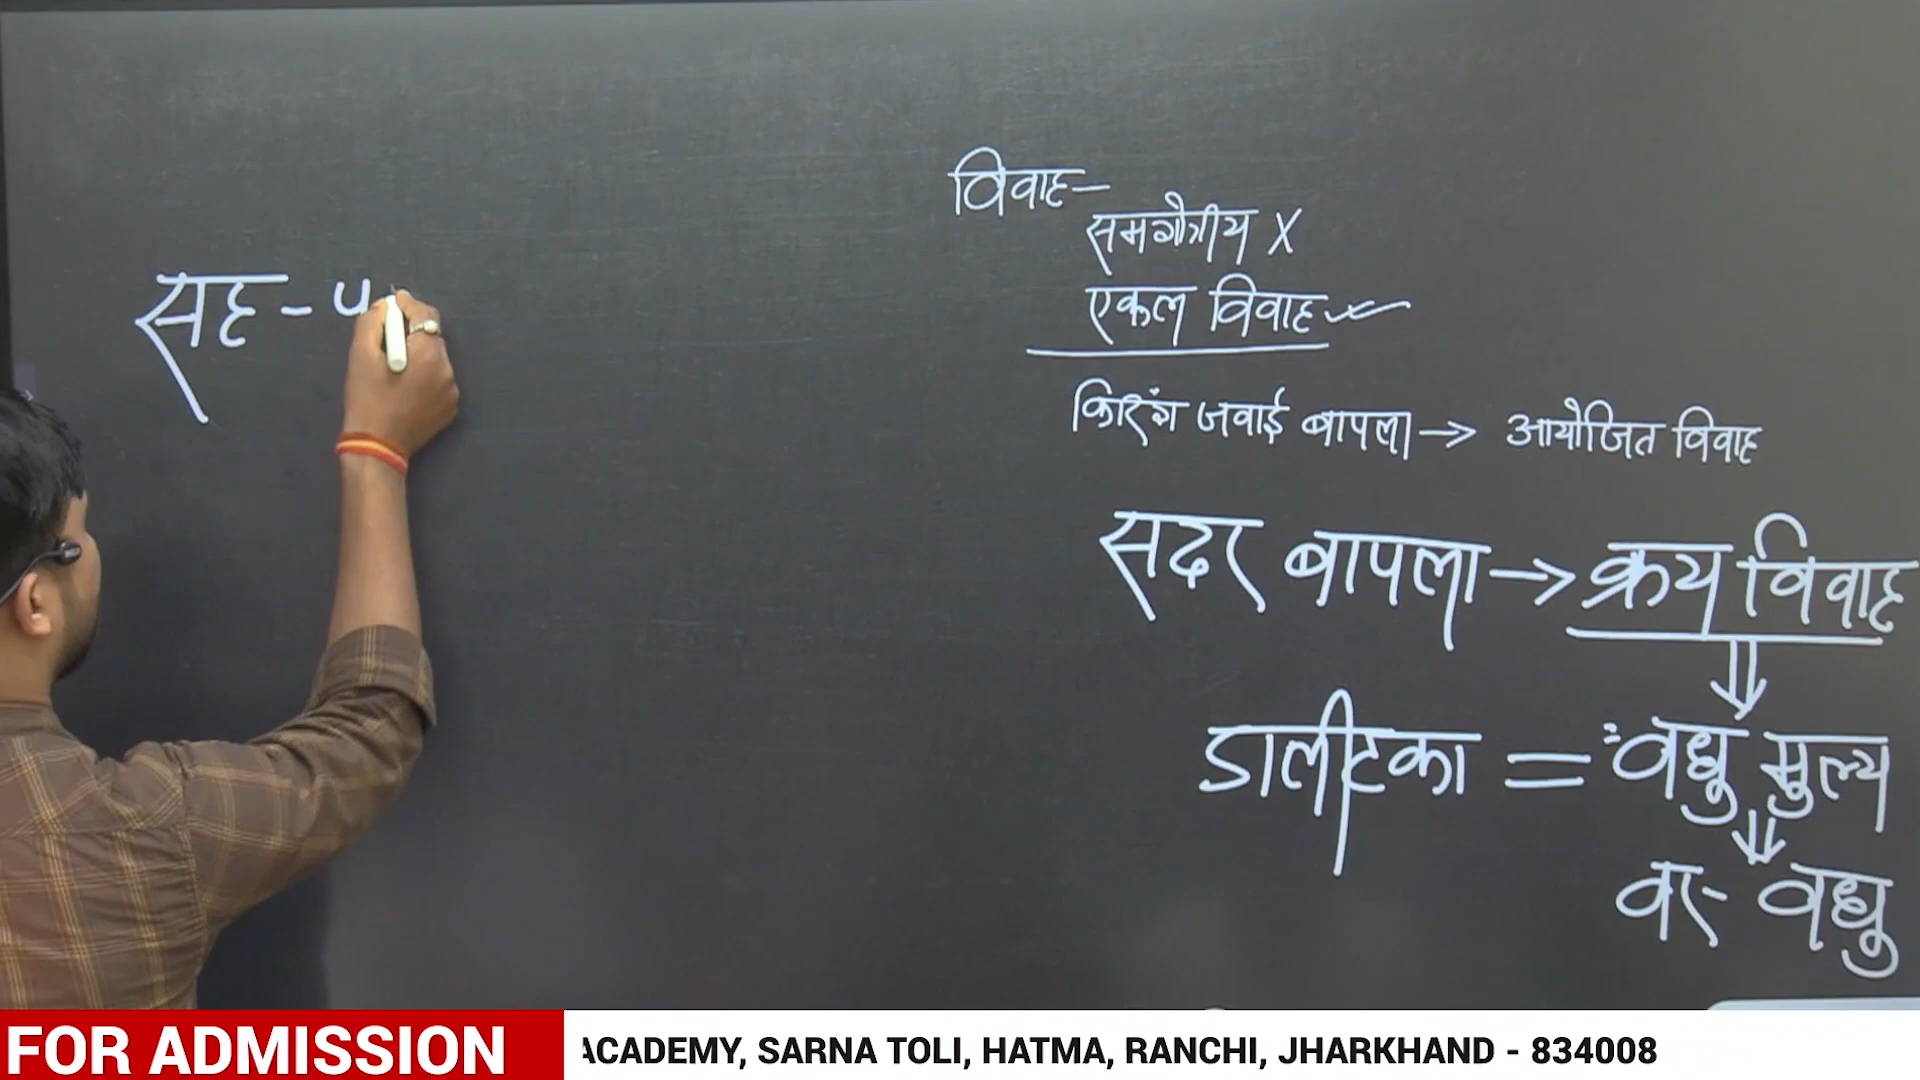 सह - प
विवाह -
समगोत्रीय X
एकल विवाह ✓
किरिंग जवाई बापला → आयोजित विवाह
सदर बापला → क्रय विवाह
डालीटका = वधु मुल्य
वर - वधु
FOR ADMISSION
ACADEMY, SARNA TOLI, HATMA, RANCHI, JHARKHAND - 834008